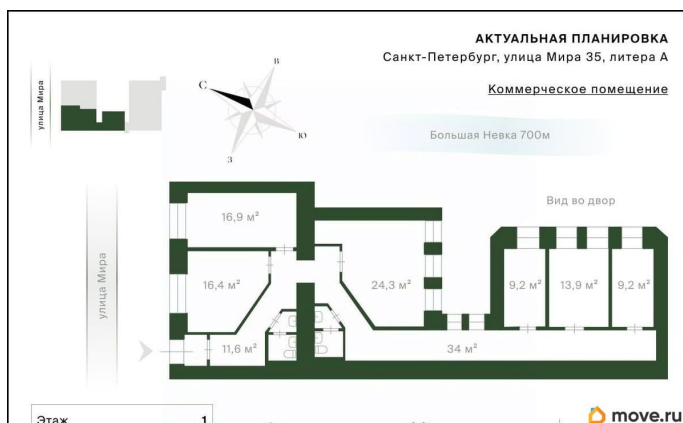 АКТУАЛЬНАЯ ПЛАНИРОВКА
Санкт-Петербург, улица Мира 35, литера А
Коммерческое помещение
улица Мира
С
В
Ю
З
Большая Невка 700м
Вид во двор
улица Мира
16,9 м²
16,4 м²
24,3 м²
9,2 м²
13,9 м²
9,2 м²
11,6 м²
34 м²
Этаж 1
move.ru